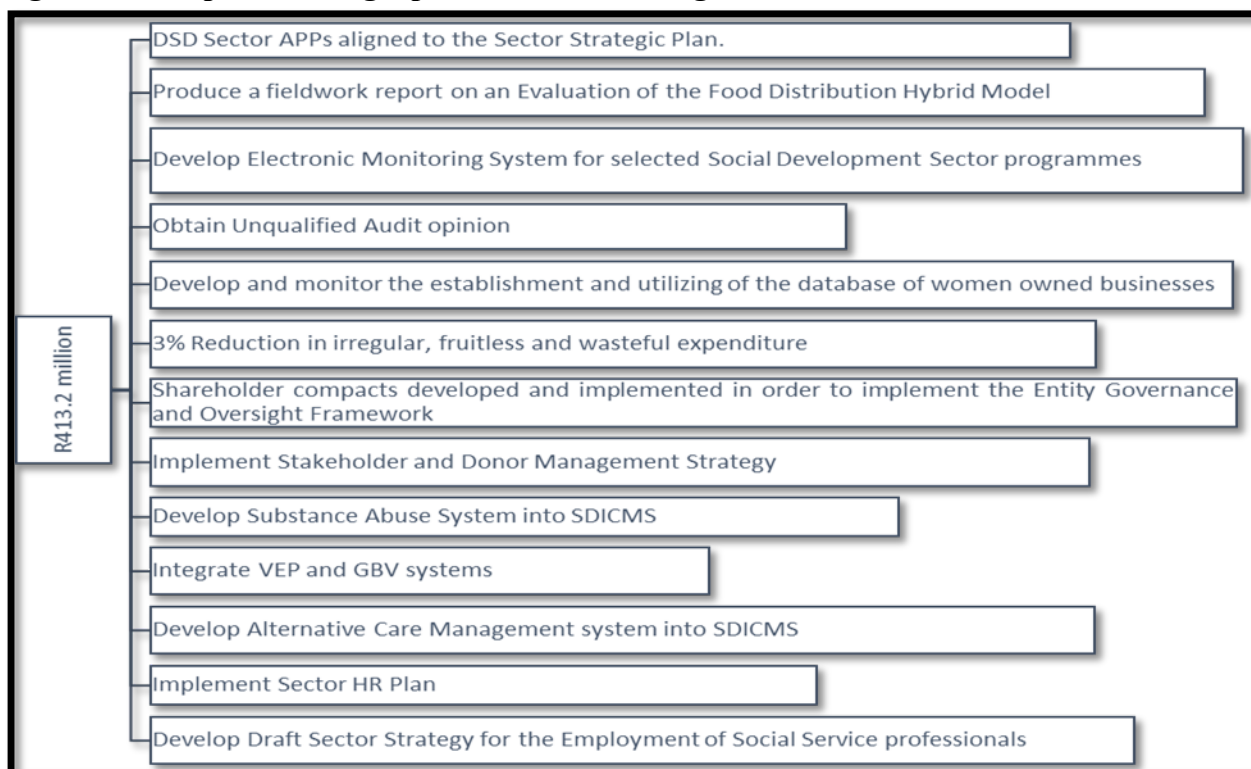 DSD Sector APPs aligned to the Sector Strategic Plan.
Produce a fieldwork report on an Evaluation of the Food Distribution Hybrid Model
Develop Electronic Monitoring System for selected Social Development Sector programmes
Obtain Unqualified Audit opinion
Develop and monitor the establishment and utilizing of the database of women owned businesses
R413.2 million
3% Reduction in irregular, fruitless and wasteful expenditure
Shareholder compacts developed and implemented in order to implement the Entity Governance
and Oversight Framework
Implement Stakeholder and Donor Management Strategy
Develop Substance Abuse System into SDICMS
Integrate VEP and GBV systems
Develop Alternative Care Management system into SDICMS
Implement Sector HR Plan
Develop Draft Sector Strategy for the Employment of Social Service professionals